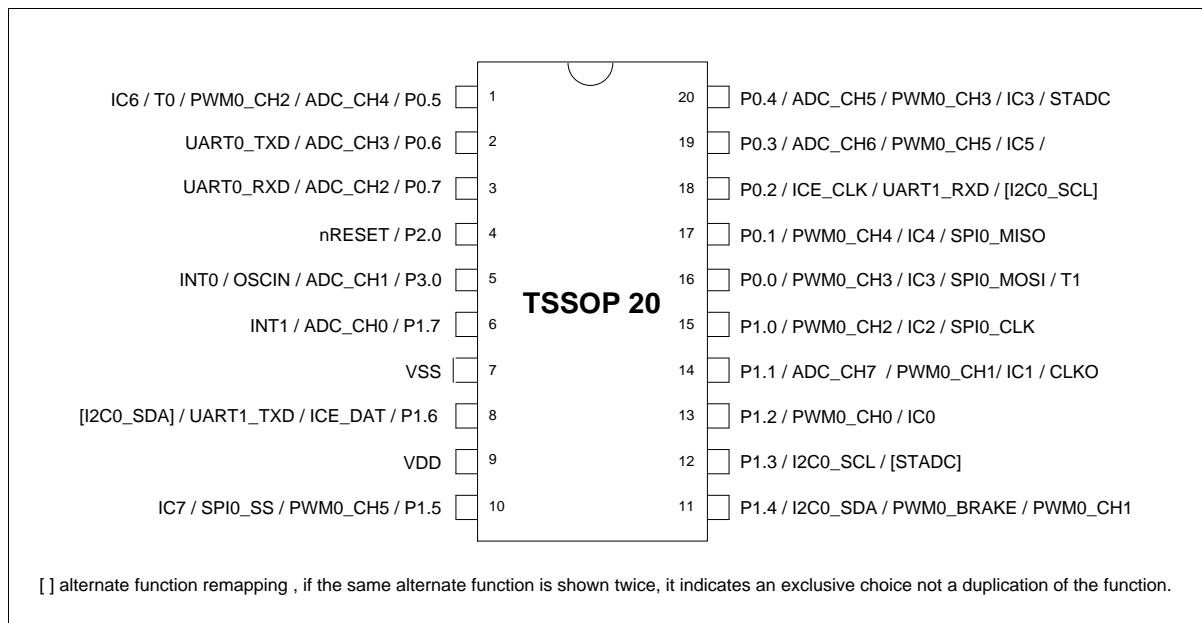 IC6 / T0 / PWM0_CH2 / ADC_CH4 / P0.5 1 20 P0.4 / ADC_CH5 / PWM0_CH3 / IC3 / STADC
UART0_TXD / ADC_CH3 / P0.6 2 19 P0.3 / ADC_CH6 / PWM0_CH5 / IC5 /
UART0_RXD / ADC_CH2 / P0.7 3 18 P0.2 / ICE_CLK / UART1_RXD / [I2C0_SCL]
nRESET / P2.0 4 17 P0.1 / PWM0_CH4 / IC4 / SPI0_MISO
INT0 / OSCIN / ADC_CH1 / P3.0 5 16 P0.0 / PWM0_CH3 / IC3 / SPI0_MOSI / T1
TSSOP 20
INT1 / ADC_CH0 / P1.7 6 15 P1.0 / PWM0_CH2 / IC2 / SPI0_CLK
VSS 7 14 P1.1 / ADC_CH7 / PWM0_CH1/ IC1 / CLKO
[I2C0_SDA] / UART1_TXD / ICE_DAT / P1.6 8 13 P1.2 / PWM0_CH0 / IC0
VDD 9 12 P1.3 / I2C0_SCL / [STADC]
IC7 / SPI0_SS / PWM0_CH5 / P1.5 10 11 P1.4 / I2C0_SDA / PWM0_BRAKE / PWM0_CH1
[ ] alternate function remapping , if the same alternate function is shown twice, it indicates an exclusive choice not a duplication of the function.